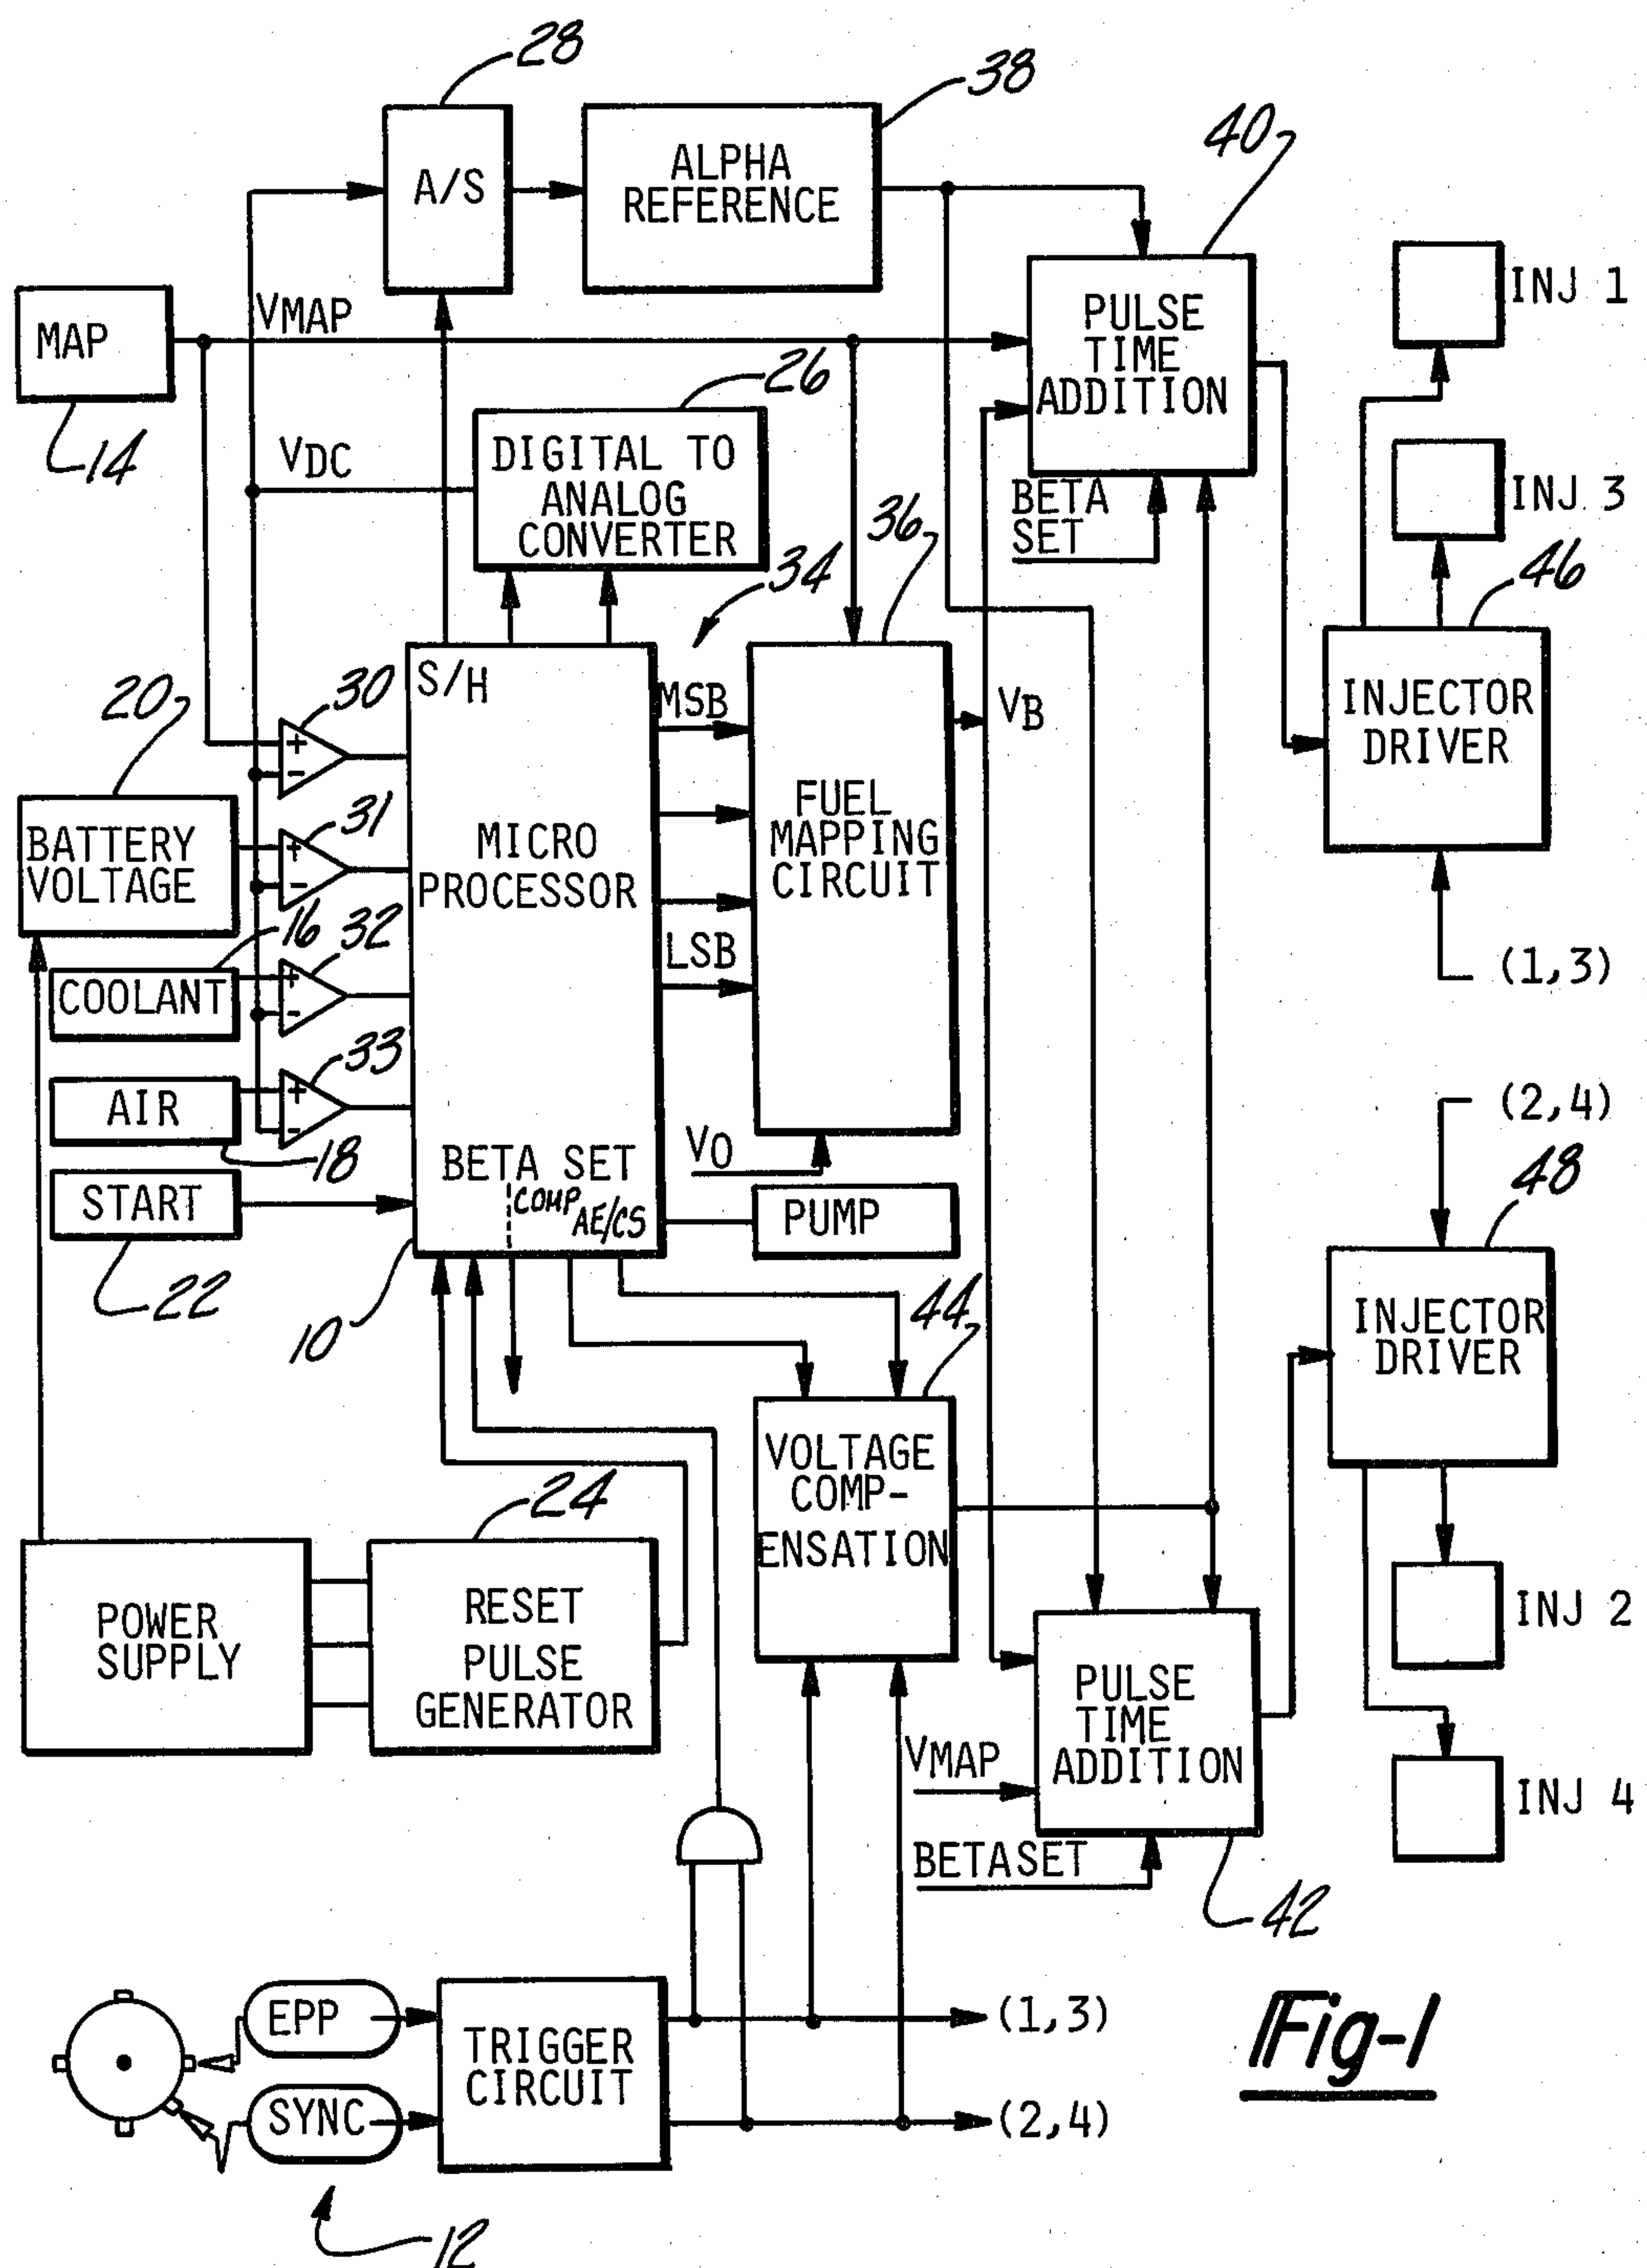 28
38
40
A/S
ALPHA
REFERENCE
INJ 1
MAP
VMAP
PULSE
TIME
ADDITION
14
26
VDC
DIGITAL TO
ANALOG
CONVERTER
BETA
SET
INJ 3
34
36
46
20
30
S/H
MSB
VB
INJECTOR
DRIVER
+
-
BATTERY
VOLTAGE
31
+
-
MICRO
PROCESSOR
FUEL
MAPPING
CIRCUIT
16
32
LSB
(1,3)
COOLANT
+
-
33
AIR
+
-
18
(2,4)
START
BETA SET
COMP
AE/CS
VO
PUMP
48
22
10
44
INJECTOR
DRIVER
VOLTAGE
COMP-
ENSATION
24
POWER
SUPPLY
RESET
PULSE
GENERATOR
INJ 2
PULSE
TIME
ADDITION
VMAP
INJ 4
BETASET
42
EPP
TRIGGER
CIRCUIT
(1,3)
SYNC
(2,4)
12
Fig-1